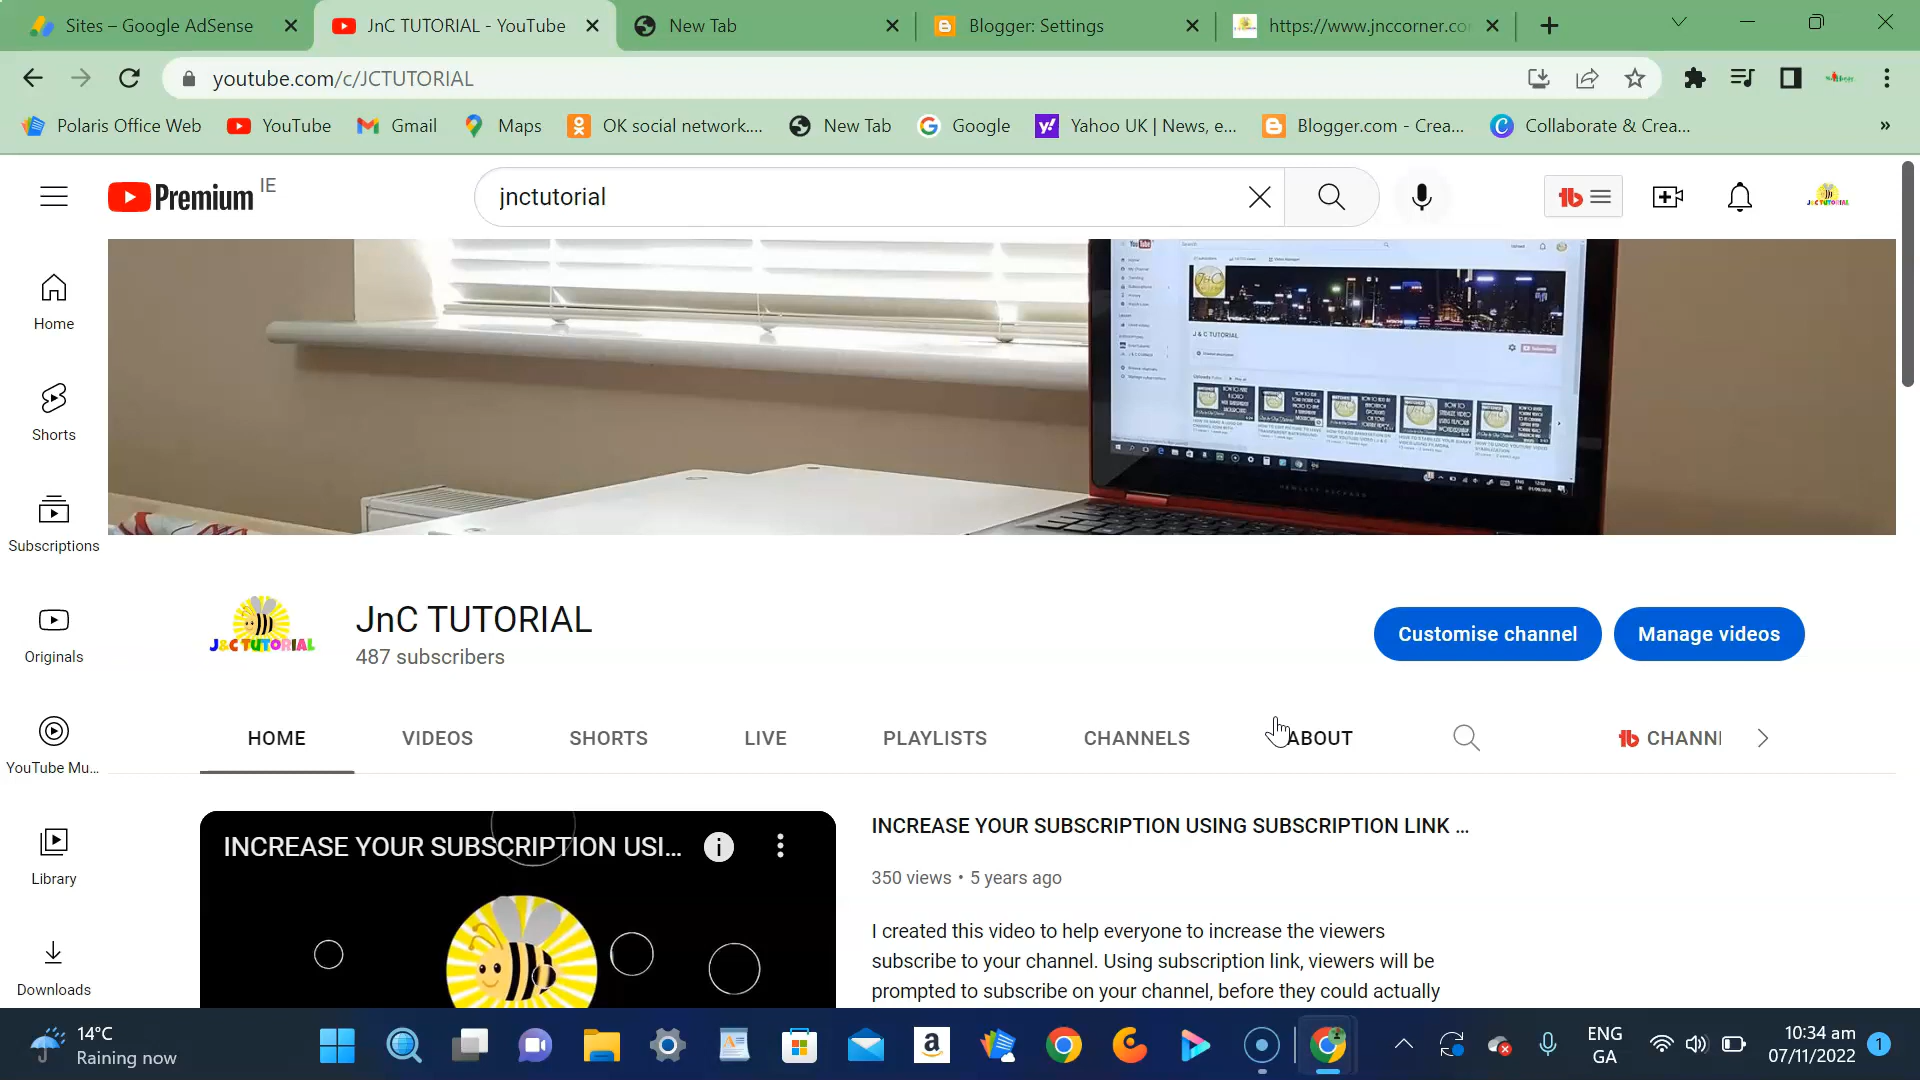 Sites – Google AdSense
JnC TUTORIAL - YouTube
New Tab
Blogger: Settings
https://www.jnccorner.co
youtube.com/c/JCTUTORIAL
Polaris Office Web
YouTube
Gmail
Maps
OK social network....
New Tab
Google
Yahoo UK | News, e...
Blogger.com - Crea...
Collaborate & Crea...
Premium IE
jnctutorial
Home
Shorts
Subscriptions
Originals
YouTube Mu...
Library
Downloads
J & C TUTORIAL
J&C TUTORIAL
JnC TUTORIAL
487 subscribers
Customise channel
Manage videos
HOME
VIDEOS
SHORTS
LIVE
PLAYLISTS
CHANNELS
ABOUT
CHANN
INCREASE YOUR SUBSCRIPTION USI...
INCREASE YOUR SUBSCRIPTION USING SUBSCRIPTION LINK ...
350 views • 5 years ago
I created this video to help everyone to increase the viewers
subscribe to your channel. Using subscription link, viewers will be
prompted to subscribe on your channel, before they could actually
14°C
Raining now
ENG
GA
10:34 am
07/11/2022
1